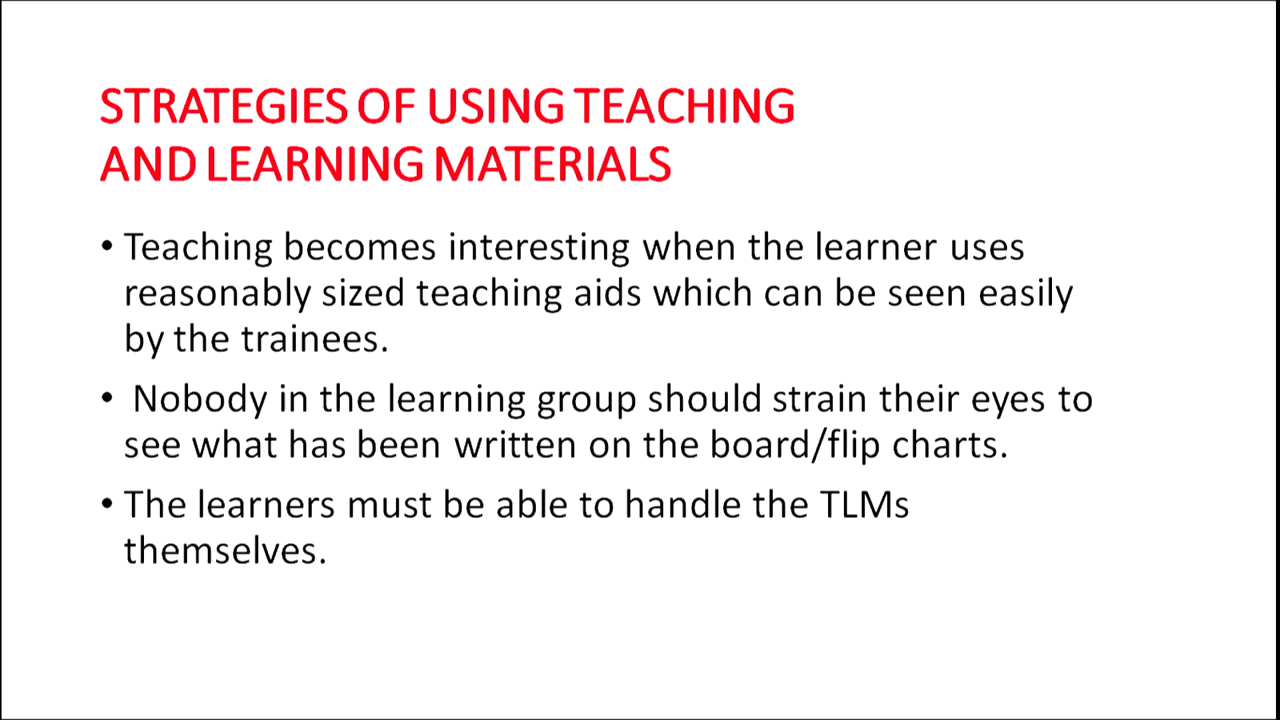 STRATEGIES OF USING TEACHING
AND LEARNING MATERIALS
• Teaching becomes interesting when the learner uses
reasonably sized teaching aids which can be seen easily
by the trainees.
• Nobody in the learning group should strain their eyes to
see what has been written on the board/flip charts.
• The learners must be able to handle the TLMs
themselves.